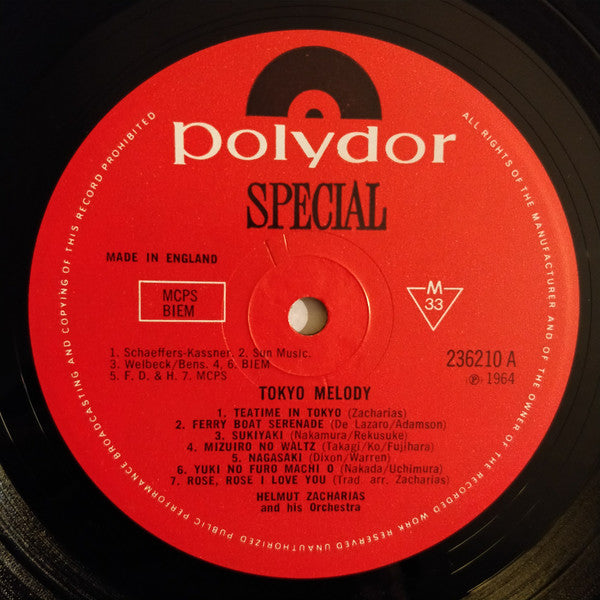 polydor
SPECIAL
MADE IN ENGLAND
MCPS
BIEM
M
33
1. Schaeffers-Kassner. 2. Sun Music.
3. Welbeck/Bens. 4, 6. BIEM
5. F. D. & H. 7. MCPS
236210 A
Ⓟ 1964
TOKYO MELODY
1. TEATIME IN TOKYO (Zacharias)
2. FERRY BOAT SERENADE (De Lazaro/Adamson)
3. SUKIYAKI (Nakamura/Rekusuke)
4. MIZUIRO NO WALTZ (Takagi/Ko/Fujihara)
5. NAGASAKI (Dixon/Warren)
6. YUKI NO FURO MACHI O (Nakada/Uchimura)
7. ROSE, ROSE I LOVE YOU (Trad. arr. Zacharias)
HELMUT ZACHARIAS
and his Orchestra
ALL RIGHTS OF THE MANUFACTURER AND OF THE OWNER OF THE RECORDED WORK RESERVED UNAUTHORIZED PUBLIC PERFORMANCE BROADCASTING AND COPYING OF THIS RECORD PROHIBITED